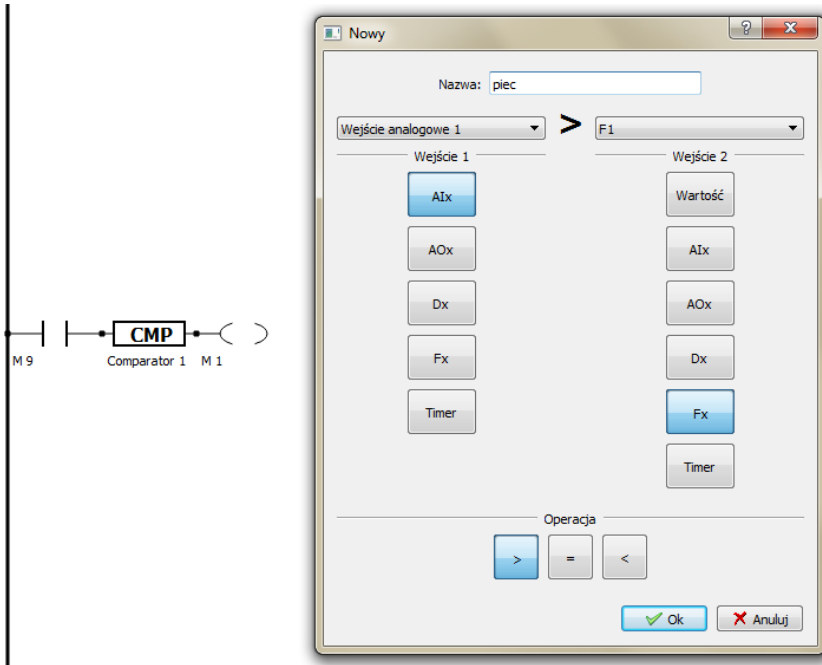 Nowy
Nazwa: piec
Wejście analogowe 1 > F1
Wejście 1 Wejście 2
AIx Wartość
AOx AIx
Dx AOx
Fx Dx
Timer Fx
Timer
Operacja
> = <
Ok Anuluj
CMP
M 9 Comparator 1 M 1